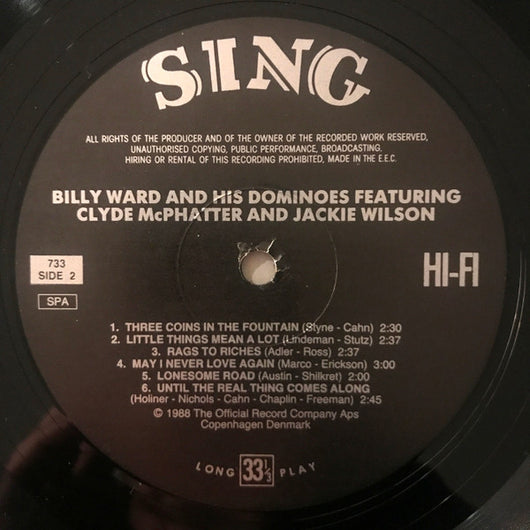 SING
ALL RIGHTS OF THE PRODUCER AND OF THE OWNER OF THE RECORDED WORK RESERVED,
UNAUTHORISED COPYING, PUBLIC PERFORMANCE, BROADCASTING.
HIRING OR RENTAL OF THIS RECORDING PROHIBITED, MADE IN THE E.E.C.
BILLY WARD AND HIS DOMINOES FEATURING
CLYDE McPHATTER AND JACKIE WILSON
733
SIDE 2
SPA
HI-FI
1. THREE COINS IN THE FOUNTAIN (Styne - Cahn) 2:30
2. LITTLE THINGS MEAN A LOT (Lindeman - Stutz) 2:37
3. RAGS TO RICHES (Adler - Ross) 2:37
4. MAY I NEVER LOVE AGAIN (Marco - Erickson) 3:00
5. LONESOME ROAD (Austin - Shilkret) 2:00
6. UNTIL THE REAL THING COMES ALONG
(Holiner - Nichols - Cahn - Chaplin - Freeman) 2:45
© 1988 The Official Record Company Aps
Copenhagen Denmark
LONG 33⅓ PLAY